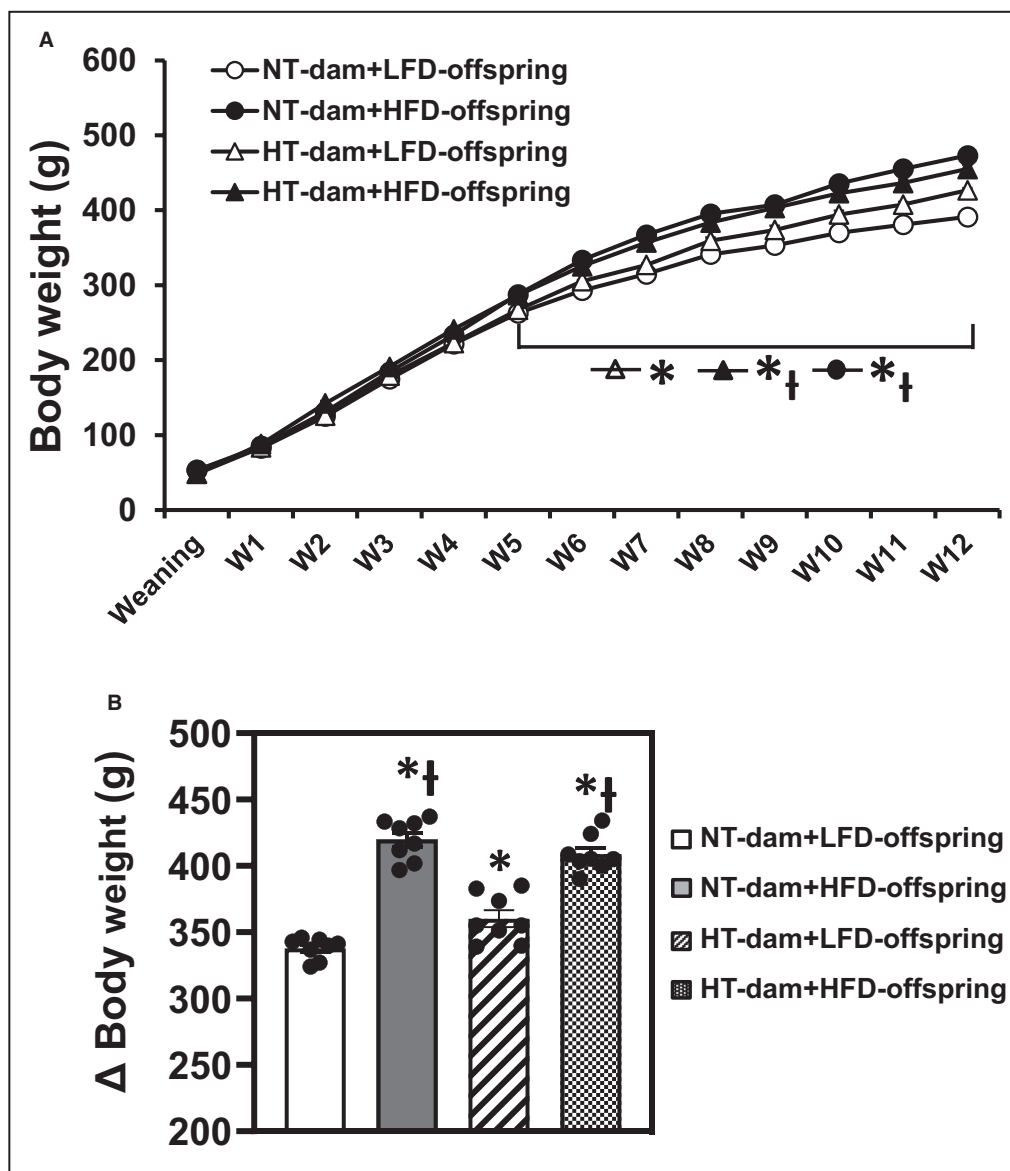 A
Body weight (g)
600
500
400
300
200
100
0
NT-dam+LFD-offspring
NT-dam+HFD-offspring
HT-dam+LFD-offspring
HT-dam+HFD-offspring
* *ƚ *ƚ
Weaning W1 W2 W3 W4 W5 W6 W7 W8 W9 W10 W11 W12
B
Δ Body weight (g)
500
450
400
350
300
250
200
*ƚ * *ƚ
NT-dam+LFD-offspring
NT-dam+HFD-offspring
HT-dam+LFD-offspring
HT-dam+HFD-offspring